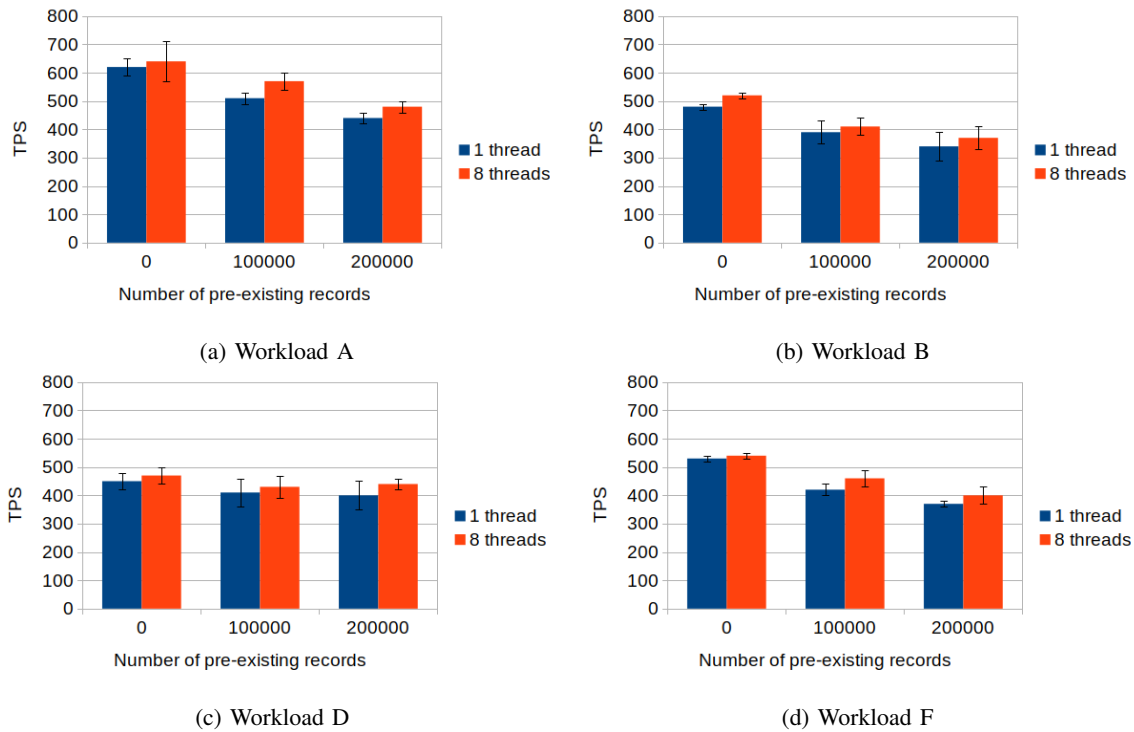 800
700
600
500
400
300
200
100
0
TPS
0 100000 200000
Number of pre-existing records
1 thread
8 threads
(a) Workload A
800
700
600
500
400
300
200
100
0
TPS
0 100000 200000
Number of pre-existing records
1 thread
8 threads
(b) Workload B
800
700
600
500
400
300
200
100
0
TPS
0 100000 200000
Number of pre-existing records
1 thread
8 threads
(c) Workload D
800
700
600
500
400
300
200
100
0
TPS
0 100000 200000
Number of pre-existing records
1 thread
8 threads
(d) Workload F